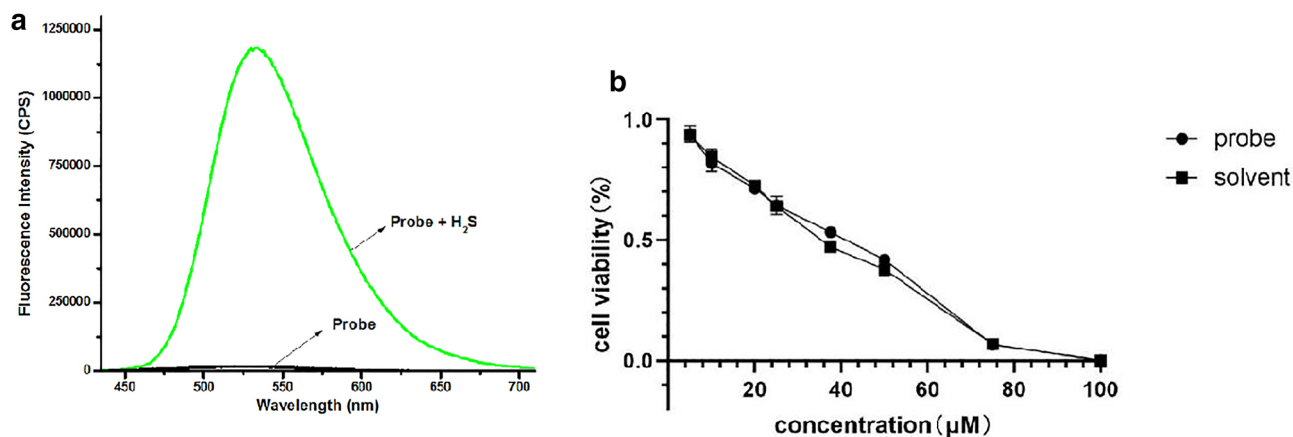 a
Fluorescence Intensity (CPS)
1250000
1000000
750000
500000
250000
0
Probe + H₂S
Probe
450
500
550
600
650
700
Wavelength (nm)
b
cell viability(%)
1.0
0.5
0.0
20
40
60
80
100
concentration(μM)
probe
solvent